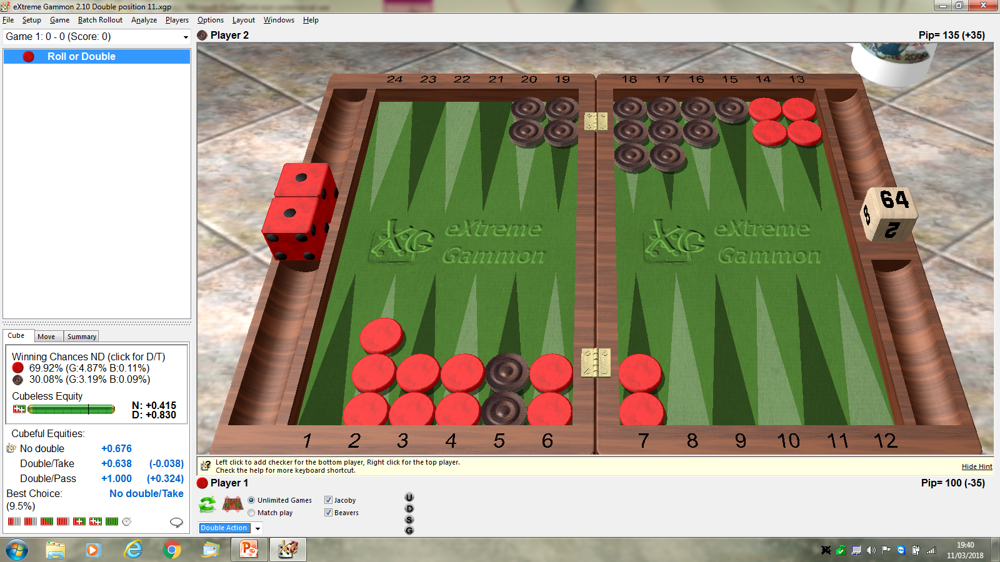 eXtreme Gammon 2.10 Double position 11..xgp
File Setup Game Batch Rollout Analyze Players Options Layout Windows Help
Game 1: 0 - 0 (Score: 0)
Player 2
Pip= 135 (+35)
Roll or Double
24 23 22 21 20 19 18 17 16 15 14 13
64
8
2
eXtreme Gammon
eXtreme Gammon
XG
XG
1 2 3 4 5 6 7 8 9 10 11 12
Cube Move Summary
Winning Chances ND (click for D/T)
69.92% (G:4.87% B:0.11%)
30.08% (G:3.19% B:0.09%)
Cubeless Equity
N: +0.415
D: +0.830
Cubeful Equities:
No double +0.676
Double/Take +0.638 (-0.038)
Double/Pass +1.000 (+0.324)
Best Choice: No double/Take
(9.5%)
Left click to add checker for the bottom player, Right click for the top player.
Check the help for more keyboard shortcut.
Hide Hint
Player 1
Pip= 100 (-35)
Unlimited Games
Jacoby
Match play
Beavers
U
D
S
G
Double Action
19:40
11/03/2018